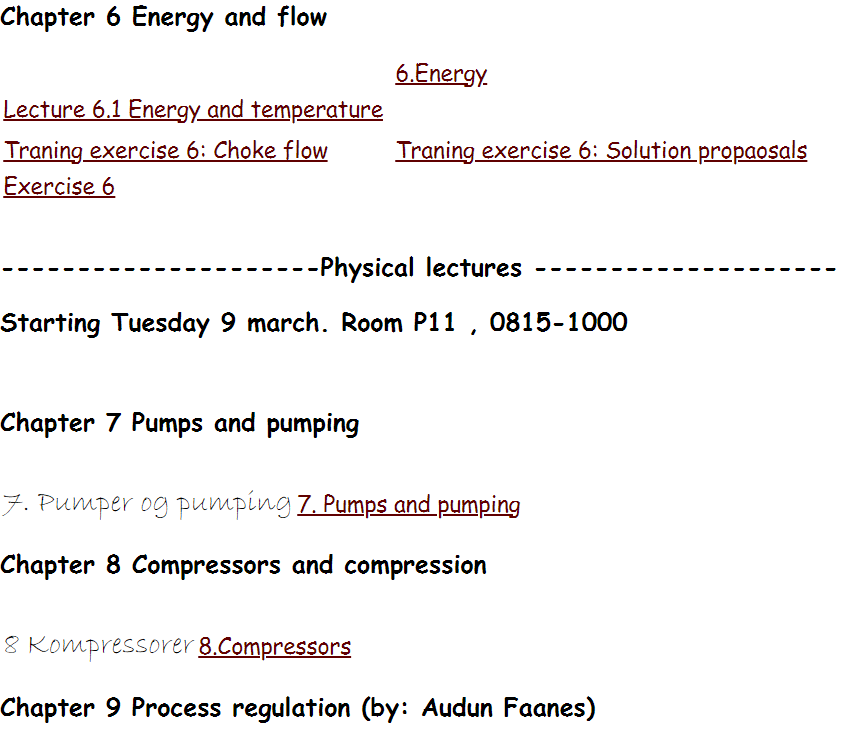 Chapter 6 Energy and flow
6.Energy
Lecture 6.1 Energy and temperature
Traning exercise 6: Choke flow Traning exercise 6: Solution propaosals
Exercise 6
---------------------Physical lectures --------------------
Starting Tuesday 9 march. Room P11 , 0815-1000
Chapter 7 Pumps and pumping
7. Pumper og pumping 7. Pumps and pumping
Chapter 8 Compressors and compression
8 Kompressorer 8.Compressors
Chapter 9 Process regulation (by: Audun Faanes)